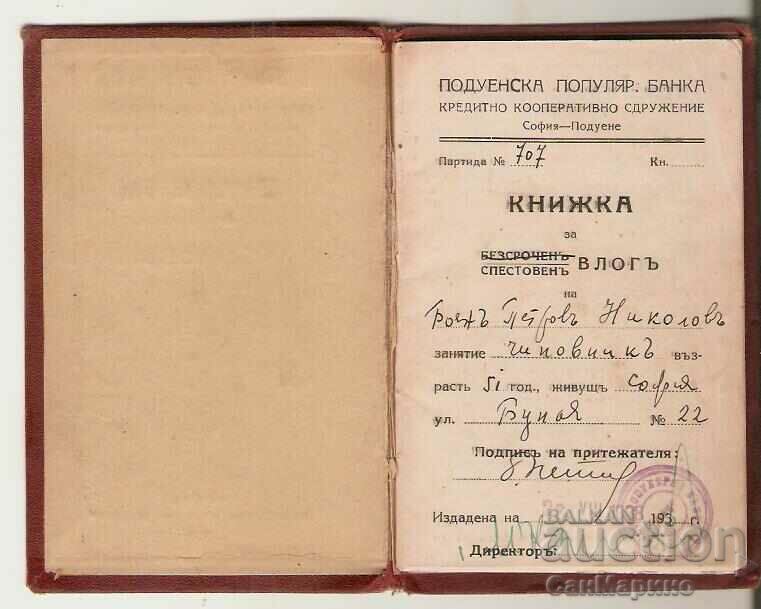 ПОДУЕНСКА ПОПУЛЯР. БАНКА
КРЕДИТНО КООПЕРАТИВНО СДРУЖЕНИЕ
София—Подуене
Партида № 707 Кн.
КНИЖКА
за
БЕЗСРОЧЕНЪ
СПЕСТОВЕНЪ ВЛОГЪ
на
Петровъ Николовъ
занятие чиновникъ въз-
расть 51 год., живущъ София
ул. № 22
Подпись на притежателя:
Издадена на 193 г.
Директоръ:
BALKAN
auction
СанМарино